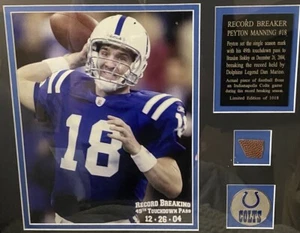 RECORD BREAKER
PEYTON MANNING #18
Peyton set the single season mark
with his 49th touchdown pass to
Brandon Stokley on December 26, 2004,
breaking the record held by
Dolphins Legend Dan Marino.
Actual piece of football from
an Indianapolis Colts game
during his record breaking season.
Limited Edition of
18
18
RECORD BREAKING
49TH TOUCHDOWN PASS
12-26-04
COLTS